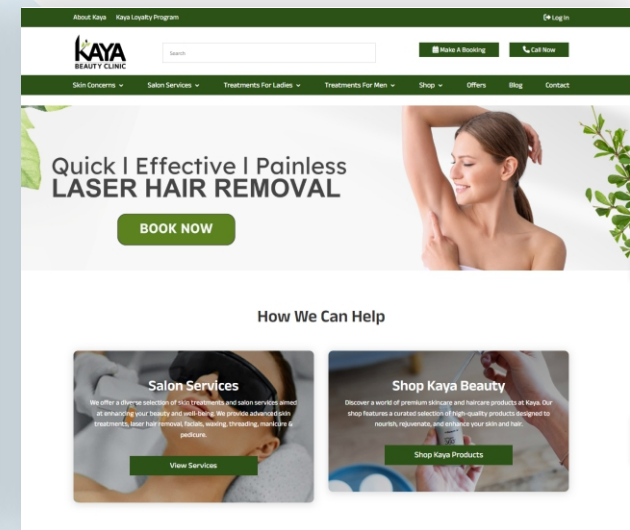 About Kaya Kaya Loyalty Program Log In
KAYA
BEAUTY CLINIC
Search
Make A Booking
Call Now
Skin Concerns Salon Services Treatments For Ladies Treatments For Men Shop Offers Blog Contact
Quick | Effective | Painless
LASER HAIR REMOVAL
BOOK NOW
How We Can Help
Salon Services
We offer a diverse selection of skin treatments and salon services aimed
at enhancing your beauty and well-being. We provide advanced skin
treatments, laser hair removal, facials, waxing, threading, manicure &
pedicure.
View Services
Shop Kaya Beauty
Discover a world of premium skincare and haircare products at Kaya. Our
shop features a curated selection of high-quality products designed to
nourish, rejuvenate, and enhance your skin and hair.
Shop Kaya Products